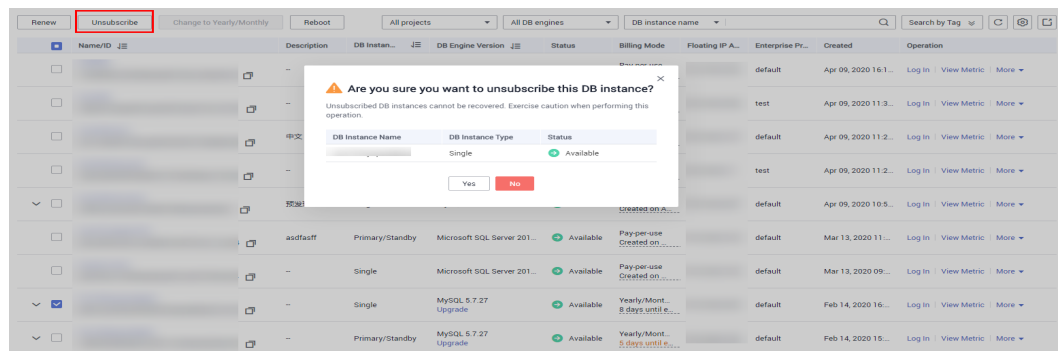 Renew Unsubscribe Change to Yearly/Monthly Reboot All projects All DB engines DB instance name Search by Tag
Name/ID Description DB Instan... DB Engine Version Status Billing Mode Floating IP A... Enterprise Pr... Created Operation
-- Pay-per-use default Apr 09, 2020 16:1... Log In View Metric More
Are you sure you want to unsubscribe this DB instance?
-- test Apr 09, 2020 11:3... Log In View Metric More
Unsubscribed DB instances cannot be recovered. Exercise caution when performing this
operation.
中文 default Apr 09, 2020 11:2... Log In View Metric More
DB Instance Name DB Instance Type Status
Single Available
-- test Apr 09, 2020 11:2... Log In View Metric More
Yes No
default Apr 09, 2020 10:5... Log In View Metric More
Created on A...
asdfasff Primary/Standby Microsoft SQL Server 201... Available Pay-per-use default Mar 13, 2020 11:... Log In View Metric More
Created on ...
-- Single Microsoft SQL Server 201... Available Pay-per-use default Mar 13, 2020 09:... Log In View Metric More
Created on ...
-- Single MySQL 5.7.27 Available Yearly/Mont... default Feb 14, 2020 16:... Log In View Metric More
Upgrade 8 days until e...
-- Primary/Standby MySQL 5.7.27 Available Yearly/Mont... default Feb 14, 2020 15:... Log In View Metric More
Upgrade 5 days until e...